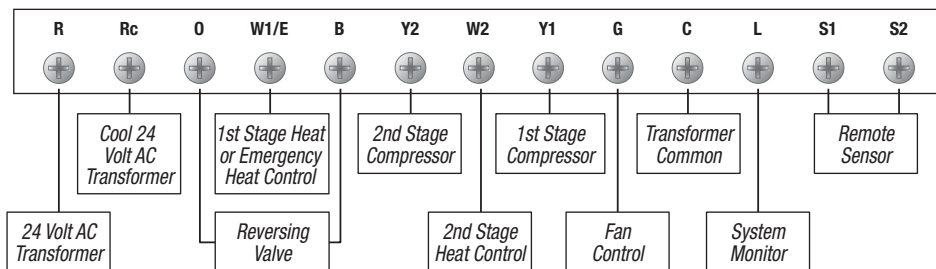 R Rc O W1/E B Y2 W2 Y1 G C L S1 S2
Cool 24
Volt AC
Transformer
1st Stage Heat
or Emergency
Heat Control
2nd Stage
Compressor
1st Stage
Compressor
Transformer
Common
Remote
Sensor
24 Volt AC
Transformer
Reversing
Valve
2nd Stage
Heat Control
Fan
Control
System
Monitor